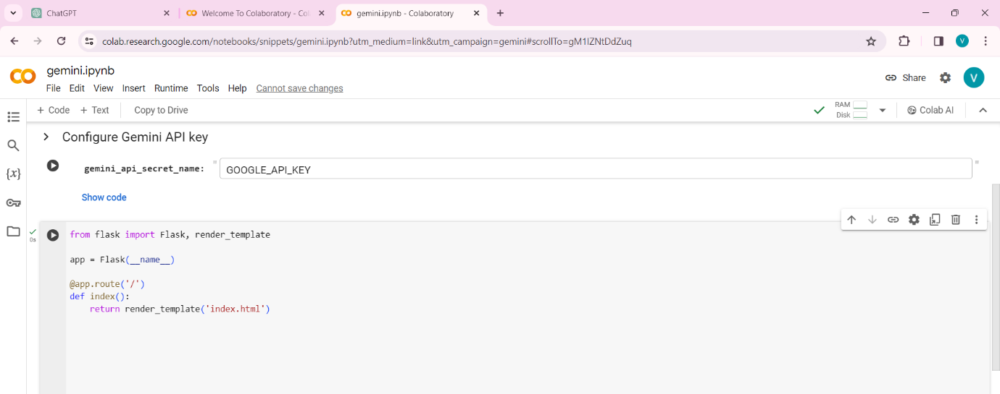 ChatGPT
Welcome To Colaboratory - Col
gemini.ipynb - Colaboratory
colab.research.google.com/notebooks/snippets/gemini.ipynb?utm_medium=link&utm_campaign=gemini#scrollTo=gM1IZNtDdZuq
V
gemini.ipynb
File Edit View Insert Runtime Tools Help Cannot save changes
Share
V
+ Code + Text Copy to Drive
RAM
Disk
Colab AI
Configure Gemini API key
gemini_api_secret_name: " GOOGLE_API_KEY "
Show code
{x}
0s
from flask import Flask, render_template
app = Flask(__name__)
@app.route('/')
def index():
    return render_template('index.html')